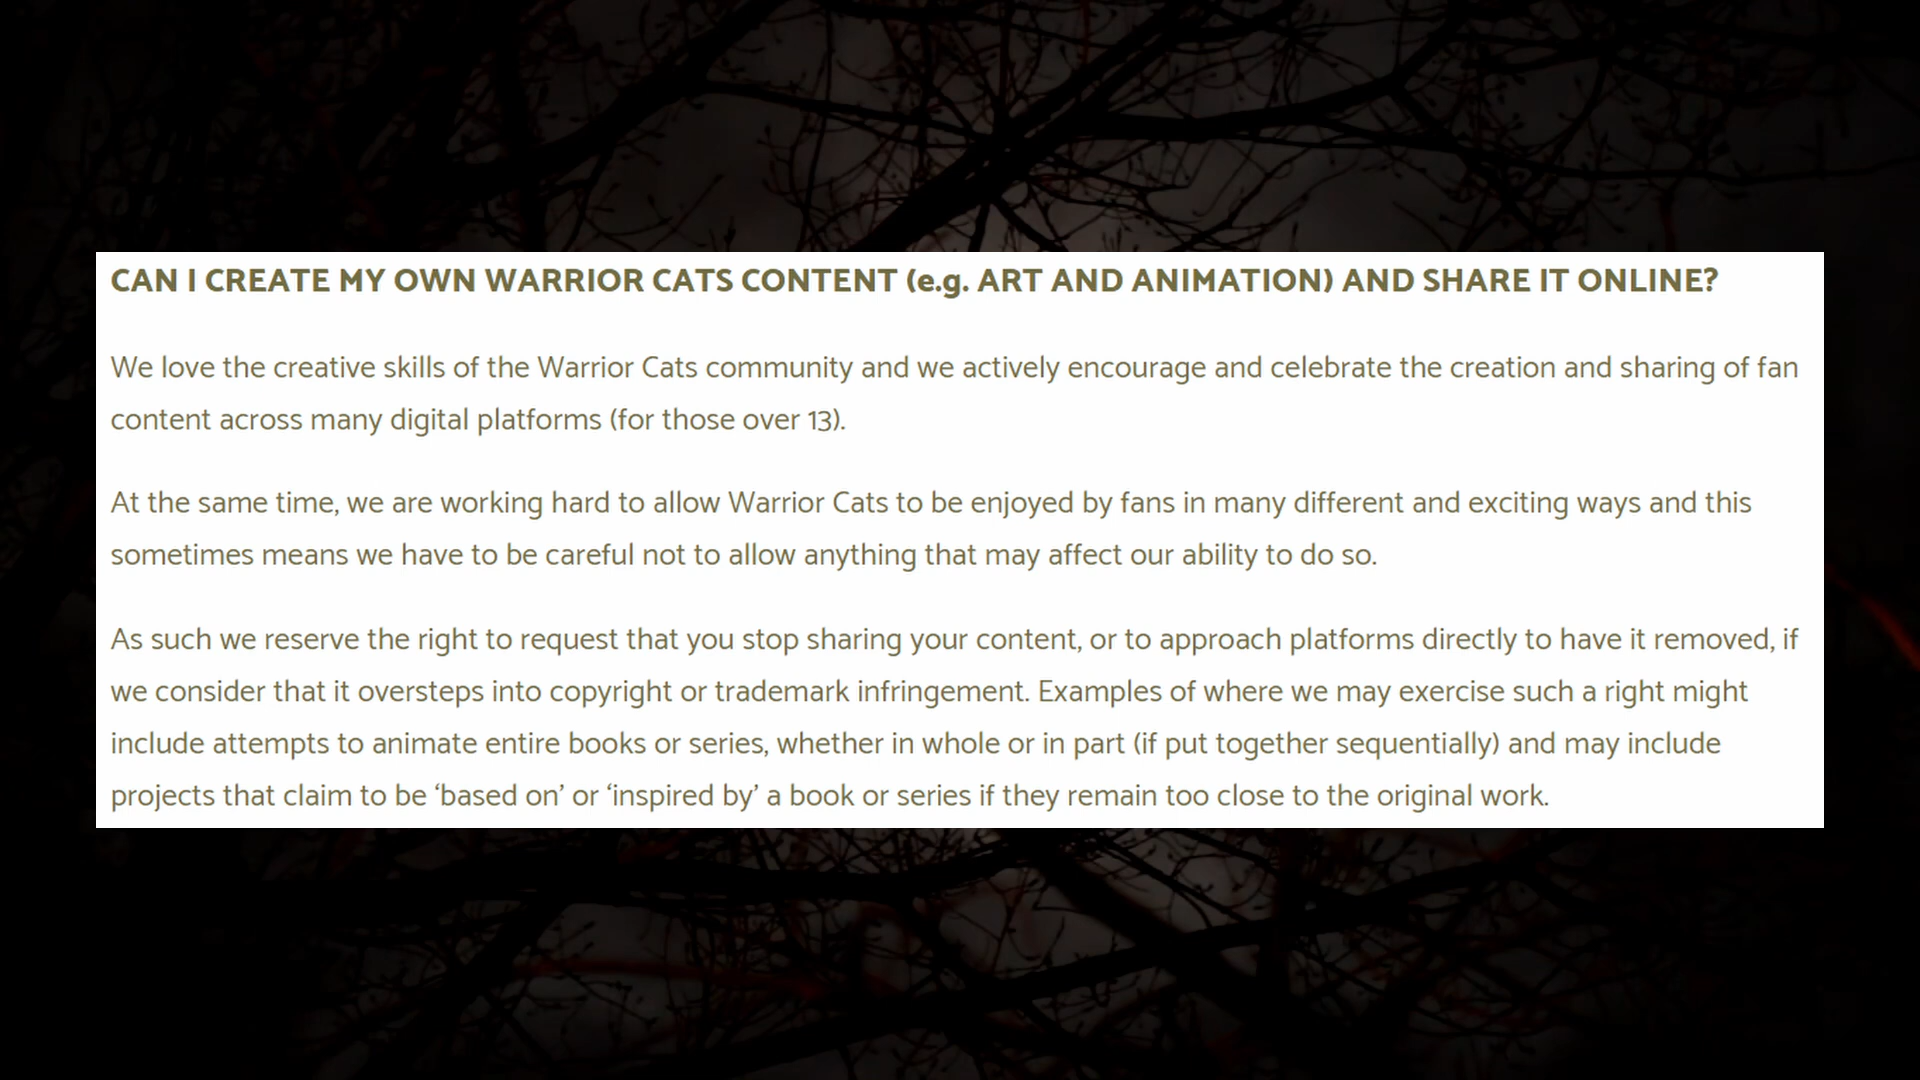 CAN I CREATE MY OWN WARRIOR CATS CONTENT (e.g. ART AND ANIMATION) AND SHARE IT ONLINE?
We love the creative skills of the Warrior Cats community and we actively encourage and celebrate the creation and sharing of fan
content across many digital platforms (for those over 13).
At the same time, we are working hard to allow Warrior Cats to be enjoyed by fans in many different and exciting ways and this
sometimes means we have to be careful not to allow anything that may affect our ability to do so.
As such we reserve the right to request that you stop sharing your content, or to approach platforms directly to have it removed, if
we consider that it oversteps into copyright or trademark infringement. Examples of where we may exercise such a right might
include attempts to animate entire books or series, whether in whole or in part (if put together sequentially) and may include
projects that claim to be ‘based on’ or ‘inspired by’ a book or series if they remain too close to the original work.